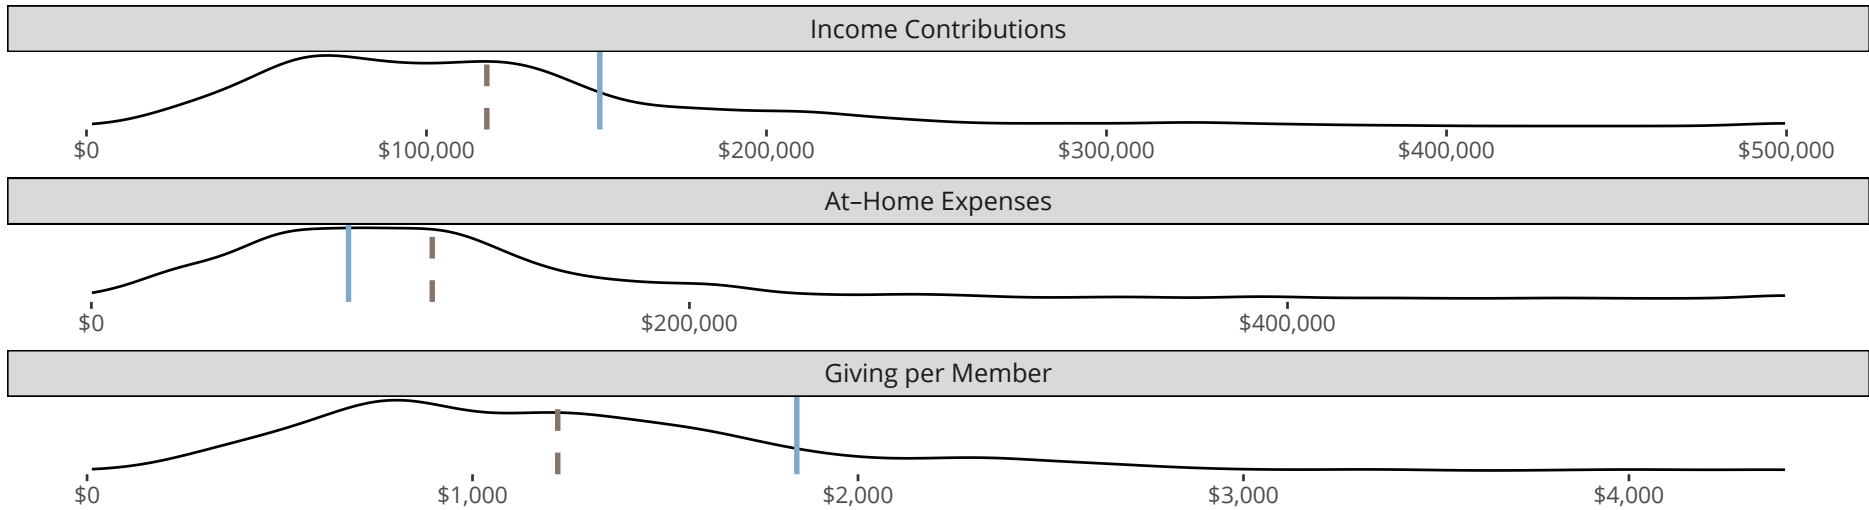 Income Contributions
$0 $100,000 $200,000 $300,000 $400,000 $500,000
At–Home Expenses
$0 $200,000 $400,000
Giving per Member
$0 $1,000 $2,000 $3,000 $4,000